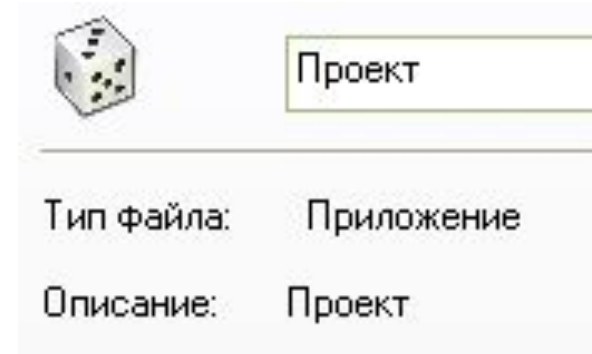 Проект
Тип файла: Приложение
Описание: Проект